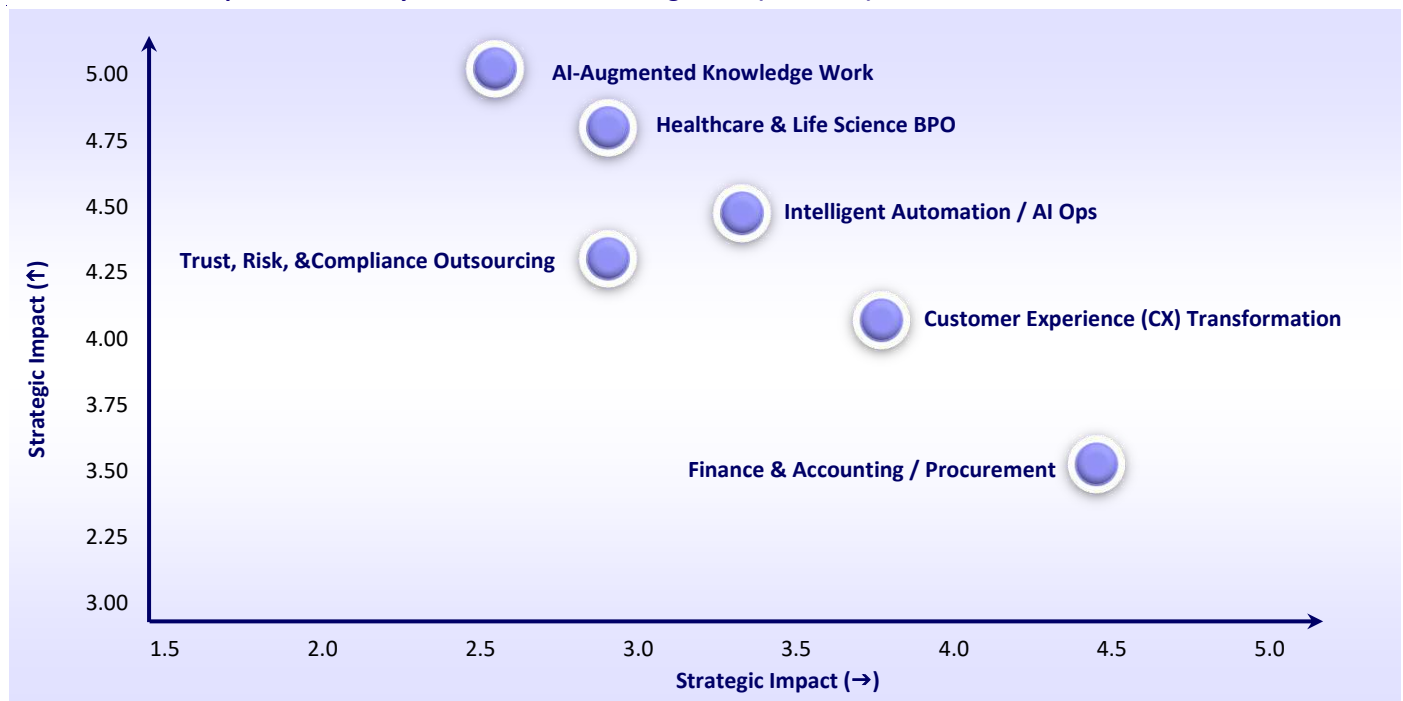 5.00
AI-Augmented Knowledge Work
Healthcare & Life Science BPO
4.75
4.50
Intelligent Automation / AI Ops
Trust, Risk, &Compliance Outsourcing
4.25
Customer Experience (CX) Transformation
4.00
3.75
Strategic Impact (↑)
3.50
Finance & Accounting / Procurement
2.25
3.00
1.5 2.0 2.5 3.0 3.5 4.0 4.5 5.0
Strategic Impact (→)